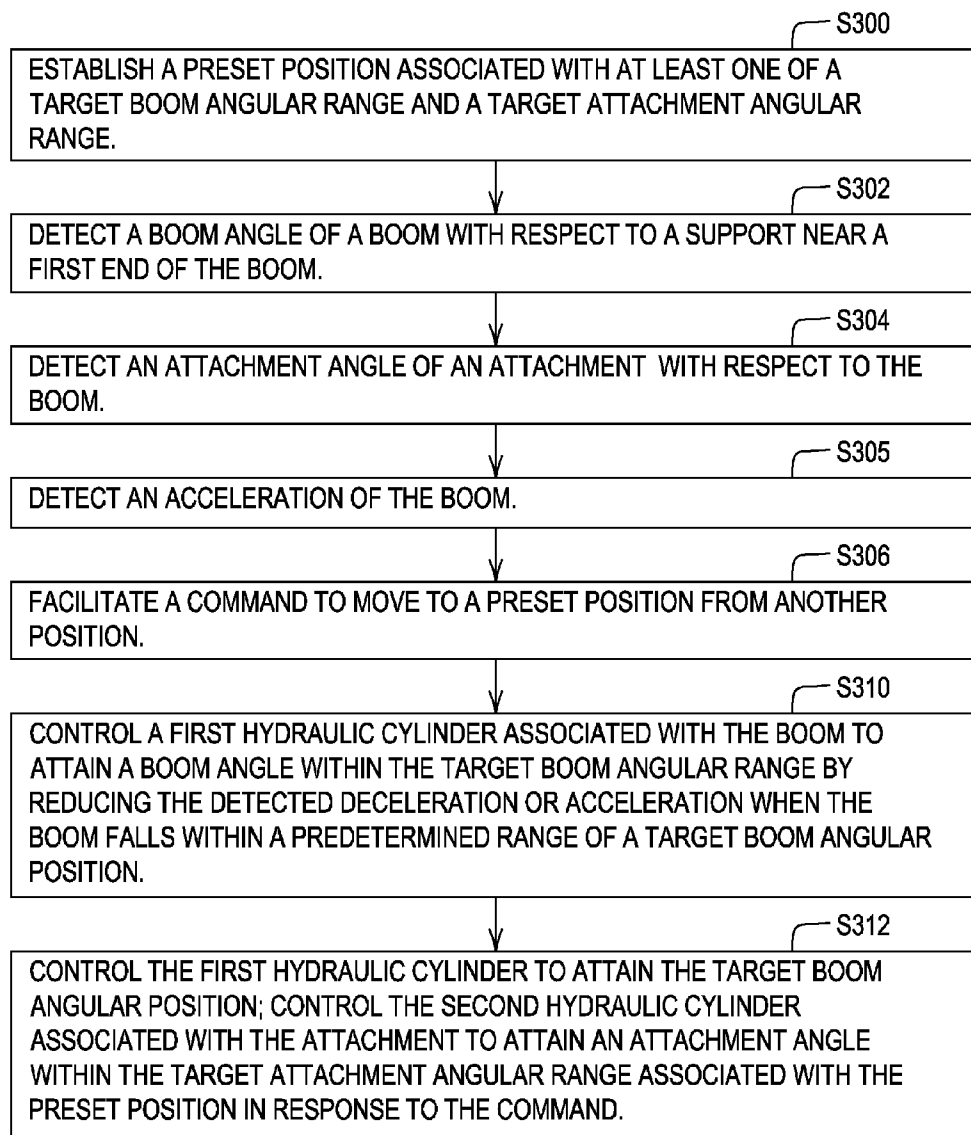 S300
ESTABLISH A PRESET POSITION ASSOCIATED WITH AT LEAST ONE OF A
TARGET BOOM ANGULAR RANGE AND A TARGET ATTACHMENT ANGULAR
RANGE.
S302
DETECT A BOOM ANGLE OF A BOOM WITH RESPECT TO A SUPPORT NEAR A
FIRST END OF THE BOOM.
S304
DETECT AN ATTACHMENT ANGLE OF AN ATTACHMENT WITH RESPECT TO THE
BOOM.
S305
DETECT AN ACCELERATION OF THE BOOM.
S306
FACILITATE A COMMAND TO MOVE TO A PRESET POSITION FROM ANOTHER
POSITION.
S310
CONTROL A FIRST HYDRAULIC CYLINDER ASSOCIATED WITH THE BOOM TO
ATTAIN A BOOM ANGLE WITHIN THE TARGET BOOM ANGULAR RANGE BY
REDUCING THE DETECTED DECELERATION OR ACCELERATION WHEN THE
BOOM FALLS WITHIN A PREDETERMINED RANGE OF A TARGET BOOM ANGULAR
POSITION.
S312
CONTROL THE FIRST HYDRAULIC CYLINDER TO ATTAIN THE TARGET BOOM
ANGULAR POSITION; CONTROL THE SECOND HYDRAULIC CYLINDER
ASSOCIATED WITH THE ATTACHMENT TO ATTAIN AN ATTACHMENT ANGLE
WITHIN THE TARGET ATTACHMENT ANGULAR RANGE ASSOCIATED WITH THE
PRESET POSITION IN RESPONSE TO THE COMMAND.